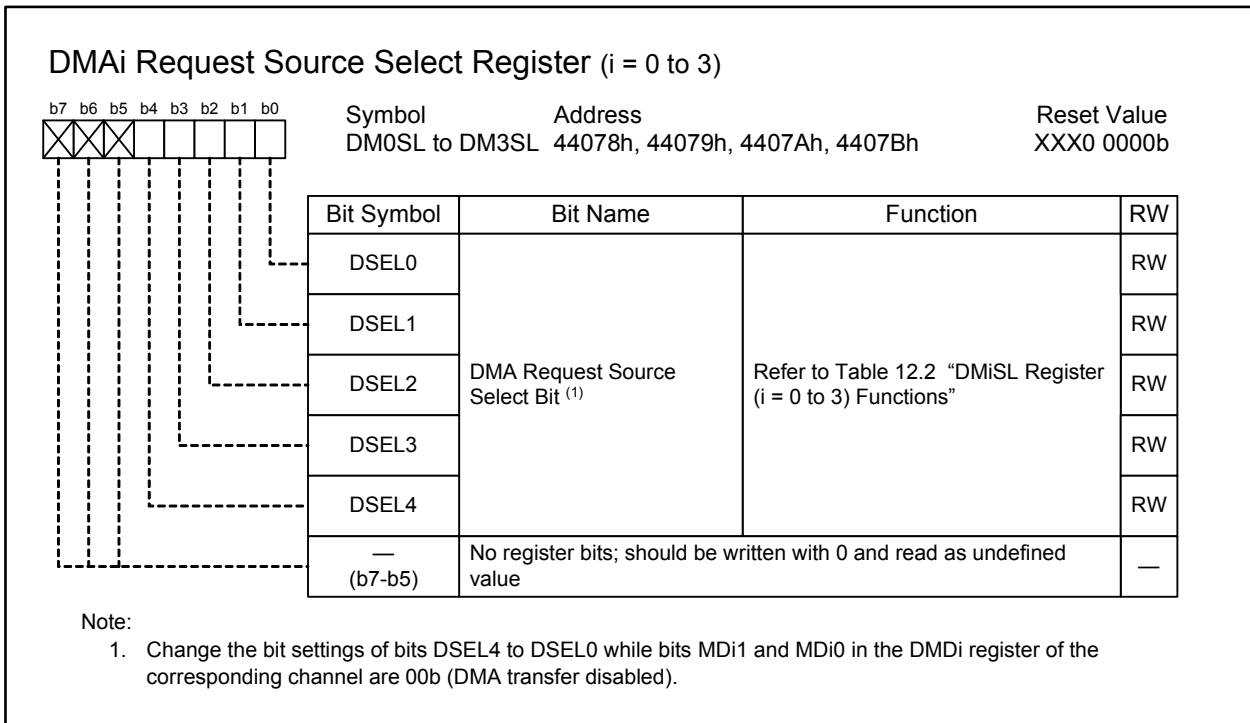 DMAi Request Source Select Register (i = 0 to 3)
b7 b6 b5 b4 b3 b2 b1 b0
Symbol Address Reset Value
DM0SL to DM3SL 44078h, 44079h, 4407Ah, 4407Bh XXX0 0000b
Bit Symbol Bit Name Function RW
DSEL0 RW
DSEL1 RW
DSEL2 RW
DMA Request Source
Select Bit (1)
Refer to Table 12.2 “DMiSL Register
(i = 0 to 3) Functions”
DSEL3 RW
DSEL4 RW
—
(b7-b5)
No register bits; should be written with 0 and read as undefined
value
—
Note:
1. Change the bit settings of bits DSEL4 to DSEL0 while bits MDi1 and MDi0 in the DMDi register of the
corresponding channel are 00b (DMA transfer disabled).